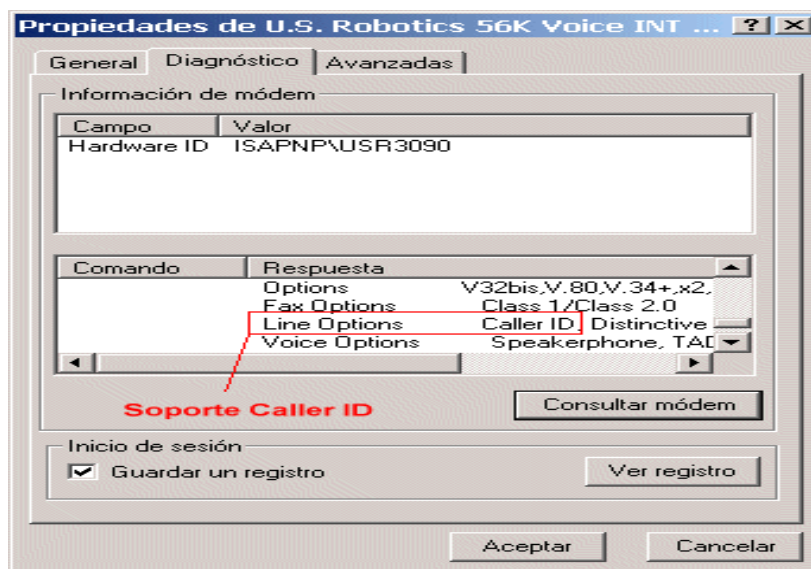 Propiedades de U.S. Robotics 56K Voice INT ...
General Diagnóstico Avanzadas
Información de módem
Campo Valor
Hardware ID ISAPNP\USR3090
Comando Respuesta
Options V32bis,V.80,V.34+,x2,
Fax Options Class 1/Class 2.0
Line Options Caller ID, Distinctive
Voice Options Speakerphone, TAD
Soporte Caller ID
Consultar módem
Inicio de sesión
Guardar un registro
Ver registro
Aceptar Cancelar